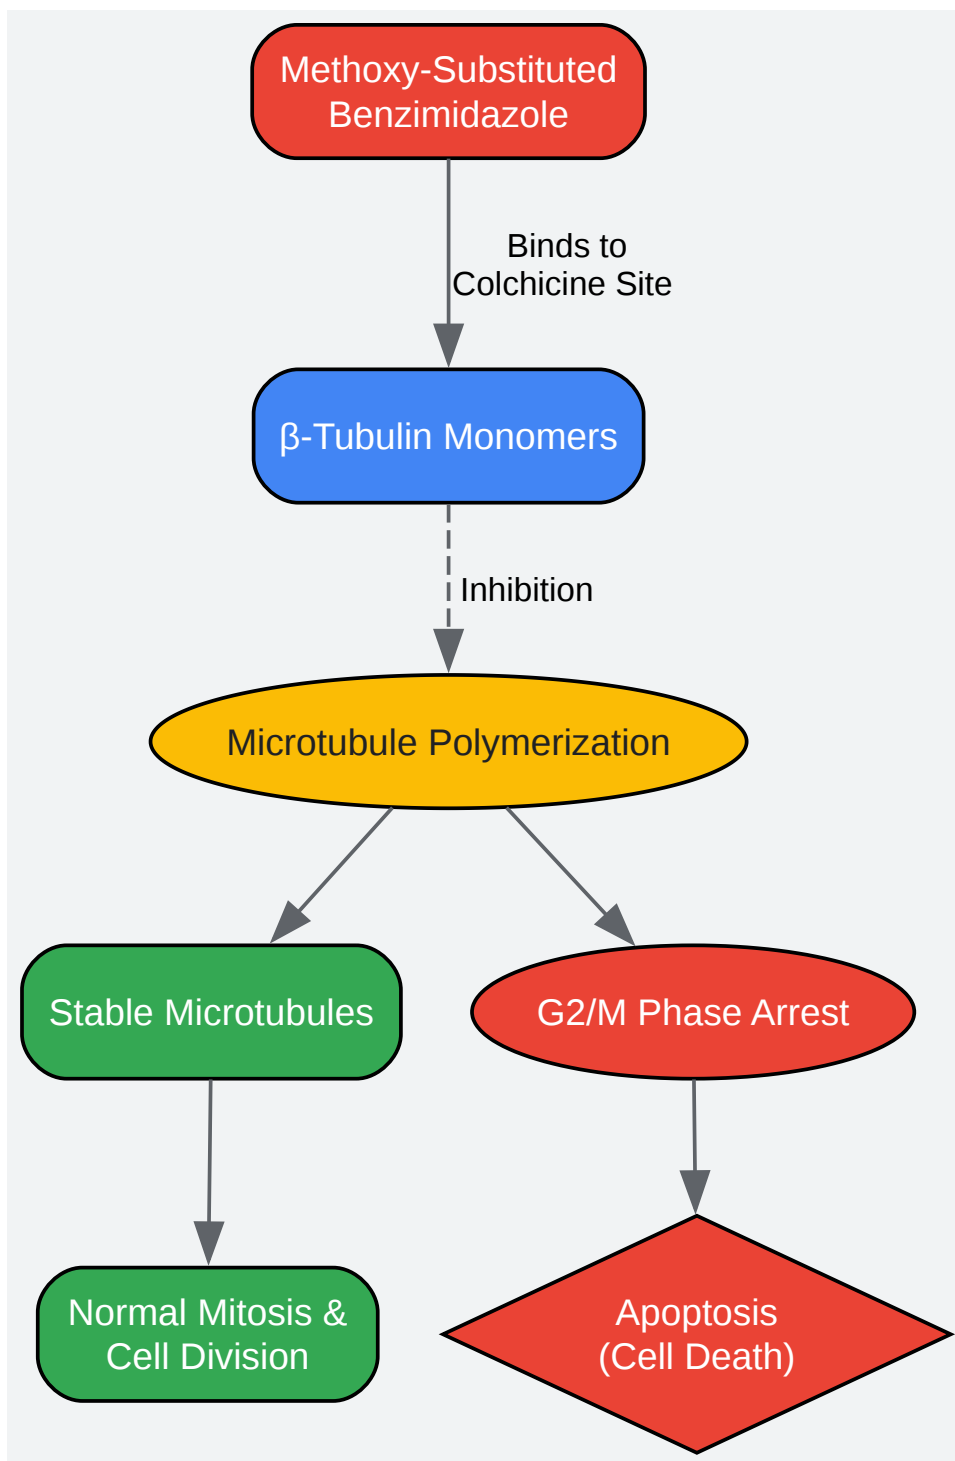 Methoxy-Substituted
Benzimidazole
Binds to
Colchicine Site
β-Tubulin Monomers
Inhibition
Microtubule Polymerization
Stable Microtubules
G2/M Phase Arrest
Normal Mitosis &
Cell Division
Apoptosis
(Cell Death)